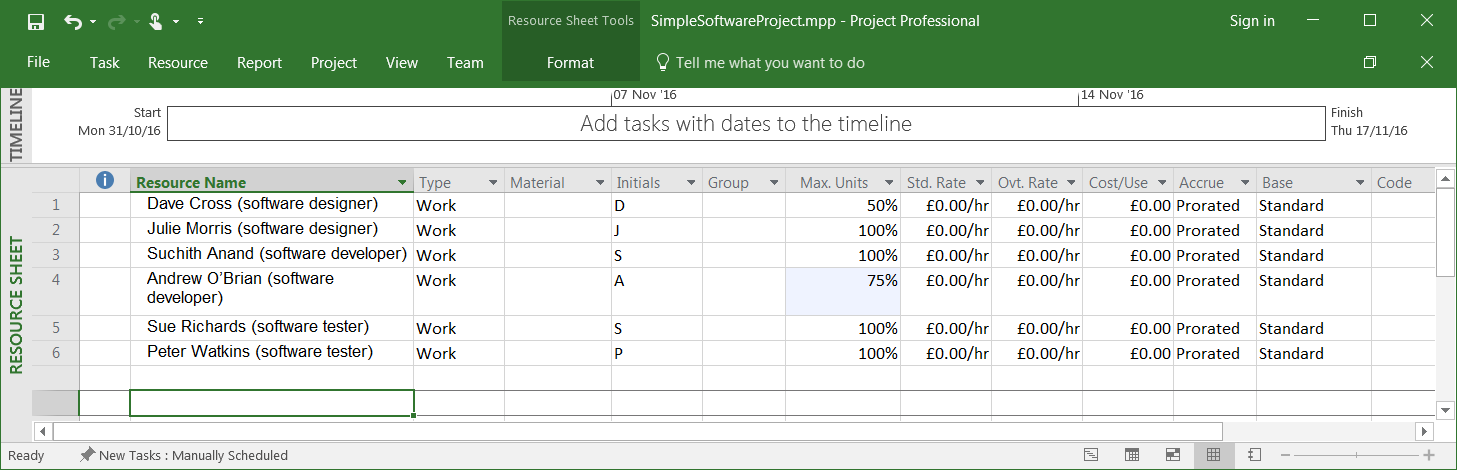 Resource Sheet Tools SimpleSoftwareProject.mpp - Project Professional Sign in
File Task Resource Report Project View Team Format Tell me what you want to do
TIMELINE
07 Nov '16 14 Nov '16
Start
Mon 31/10/16
Add tasks with dates to the timeline
Finish
Thu 17/11/16
RESOURCE SHEET
Resource Name Type Material Initials Group Max. Units Std. Rate Ovt. Rate Cost/Use Accrue Base Code
1 Dave Cross (software designer) Work D 50% £0.00/hr £0.00/hr £0.00 Prorated Standard
2 Julie Morris (software designer) Work J 100% £0.00/hr £0.00/hr £0.00 Prorated Standard
3 Suchith Anand (software developer) Work S 100% £0.00/hr £0.00/hr £0.00 Prorated Standard
4 Andrew O’Brian (software Work A 75% £0.00/hr £0.00/hr £0.00 Prorated Standard
developer)
5 Sue Richards (software tester) Work S 100% £0.00/hr £0.00/hr £0.00 Prorated Standard
6 Peter Watkins (software tester) Work P 100% £0.00/hr £0.00/hr £0.00 Prorated Standard
Ready New Tasks : Manually Scheduled